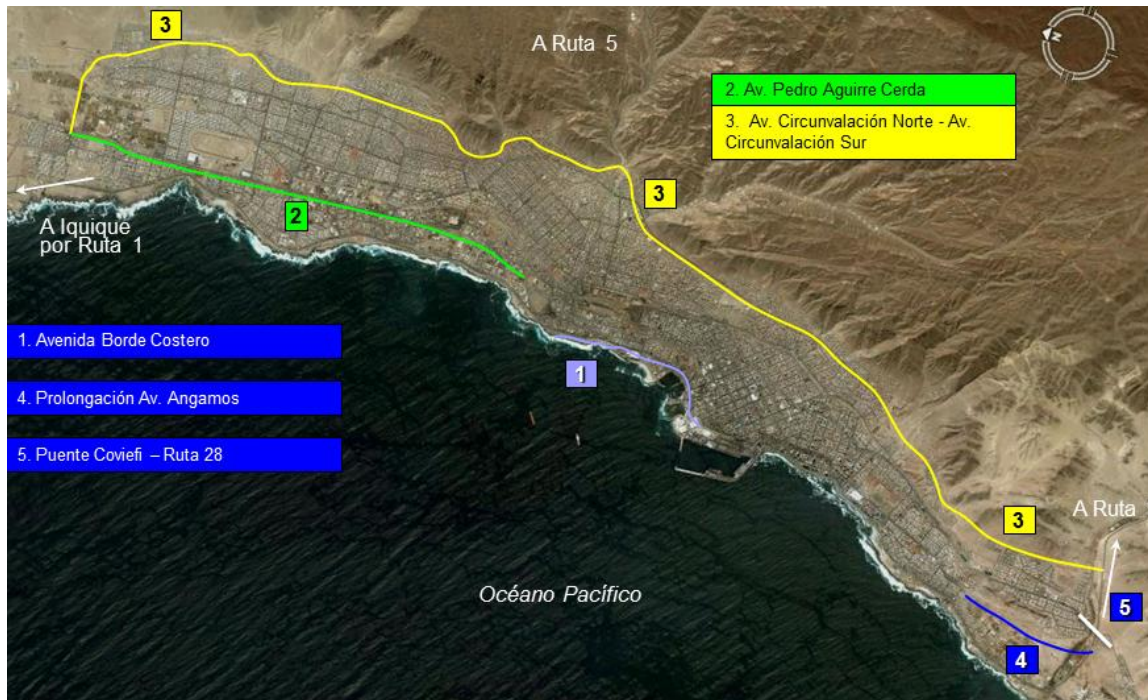 3
A Ruta 5
N
2. Av. Pedro Aguirre Cerda
3. Av. Circunvalación Norte - Av.
Circunvalación Sur
3
2
A Iquique
por Ruta 1
1. Avenida Borde Costero
1
4. Prolongación Av. Angamos
5. Puente Coviefi – Ruta 28
3
A Ruta
Océano Pacífico
5
4